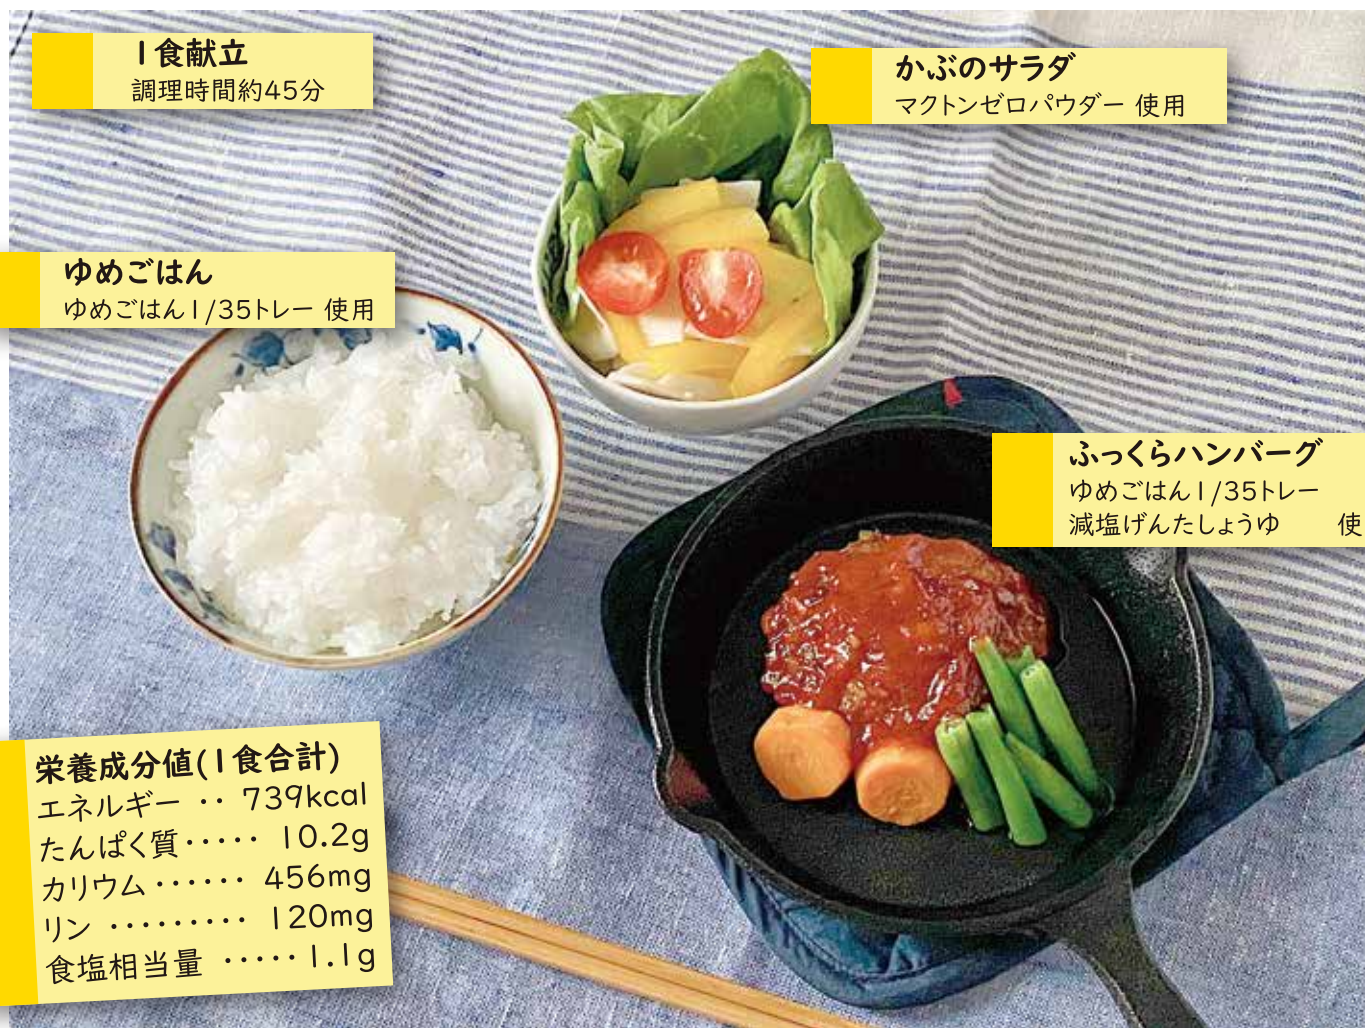 1食献立
調理時間約45分
かぶのサラダ
マクトンゼロパウダー 使用
ゆめごはん
ゆめごはん1/35トレー 使用
ふっくらハンバーグ
ゆめごはん1/35トレー
減塩げんたしょうゆ 使
栄養成分値(1食合計)
エネルギー ‥ 739kcal
たんぱく質‥‥‥ 10.2g
カリウム‥‥‥ 456mg
リン ‥‥‥‥‥ 120mg
食塩相当量 ‥‥‥1.1g